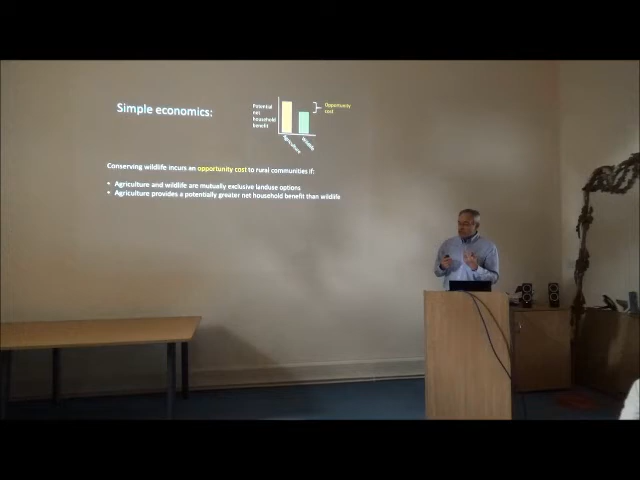 Simple economics:
Potential
net
household
benefit
Opportunity
cost
Agriculture
Wildlife
Conserving wildlife incurs an opportunity cost to rural communities if:
• Agriculture and wildlife are mutually exclusive landuse options
• Agriculture provides a potentially greater net household benefit than wildlife